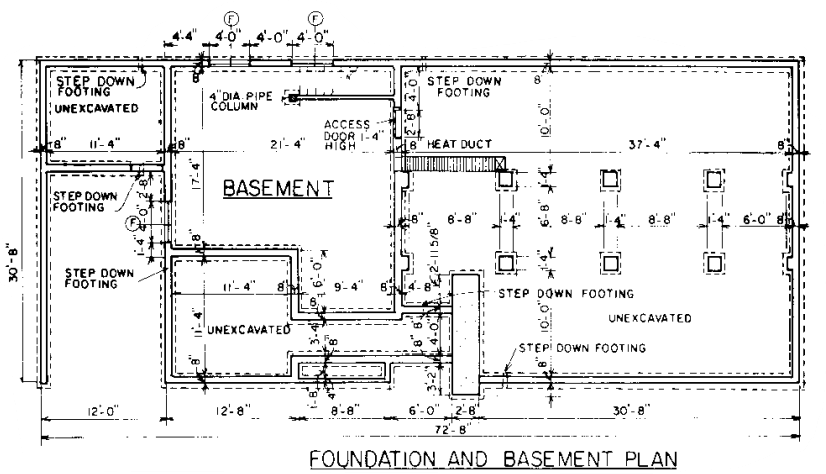 F F
4'-4" 4'-0" 4'-0" 4'-0"
STEP DOWN
FOOTING
UNEXCAVATED
8"
4" DIA. PIPE
COLUMN
ACCESS
DOOR 1'-4"
HIGH
4'-0"
2'-8"
STEP DOWN
FOOTING
8"
10'-0"
HEAT DUCT
8" 11'-4" 8" 21'-4" 8" 37'-4" 8"
17'-4"
BASEMENT
STEP DOWN
FOOTING
2'-8"
4'-0"
F
1'-4"
1'-4" 6'-8" 1'-4"
8" 8'-8" 1'-4" 8'-8" 1'-4" 8'-8" 1'-4" 6'-0" 8"
30'-8"
STEP DOWN
FOOTING
8"
6'-0"
2'-11 5/8"
11'-4" 8" 9'-4" 8" 4'-8"
8"
STEP DOWN FOOTING
10'-0"
11'-4"
UNEXCAVATED
3'-4"
8"
8"
4'-0"
UNEXCAVATED
STEP DOWN FOOTING
8"
1'-8"
4"
3'-2"
8"
12'-0" 12'-8" 8'-8" 6'-0" 2'-8" 30'-8"
72'-8"
FOUNDATION AND BASEMENT PLAN